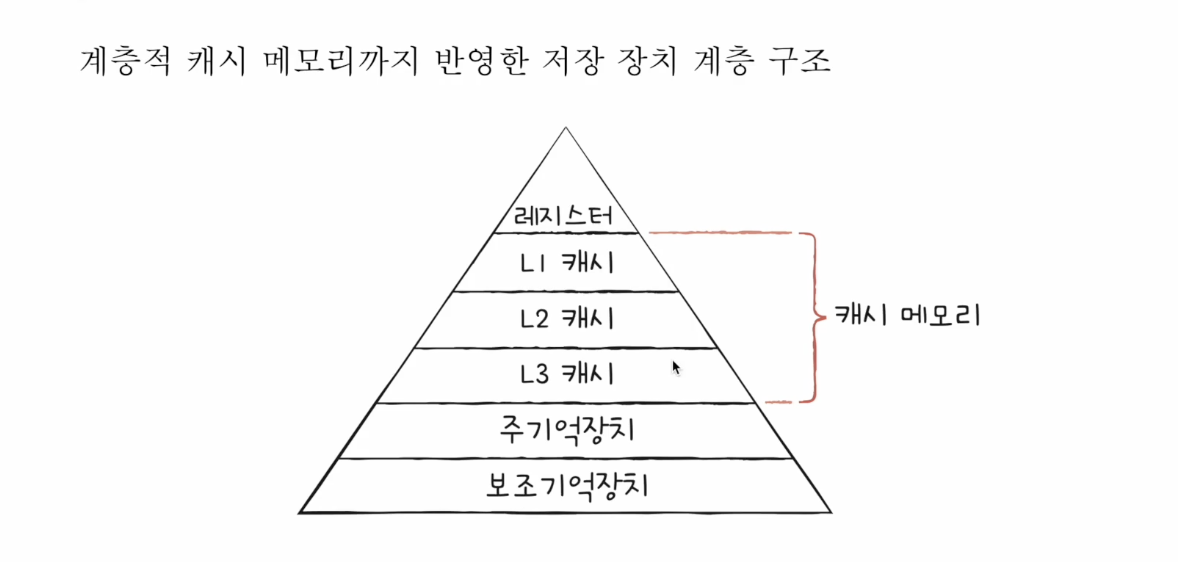 계층적 캐시 메모리까지 반영한 저장 장치 계층 구조
레지스터
L1 캐시
L2 캐시
L3 캐시
캐시 메모리
주기억장치
보조기억장치